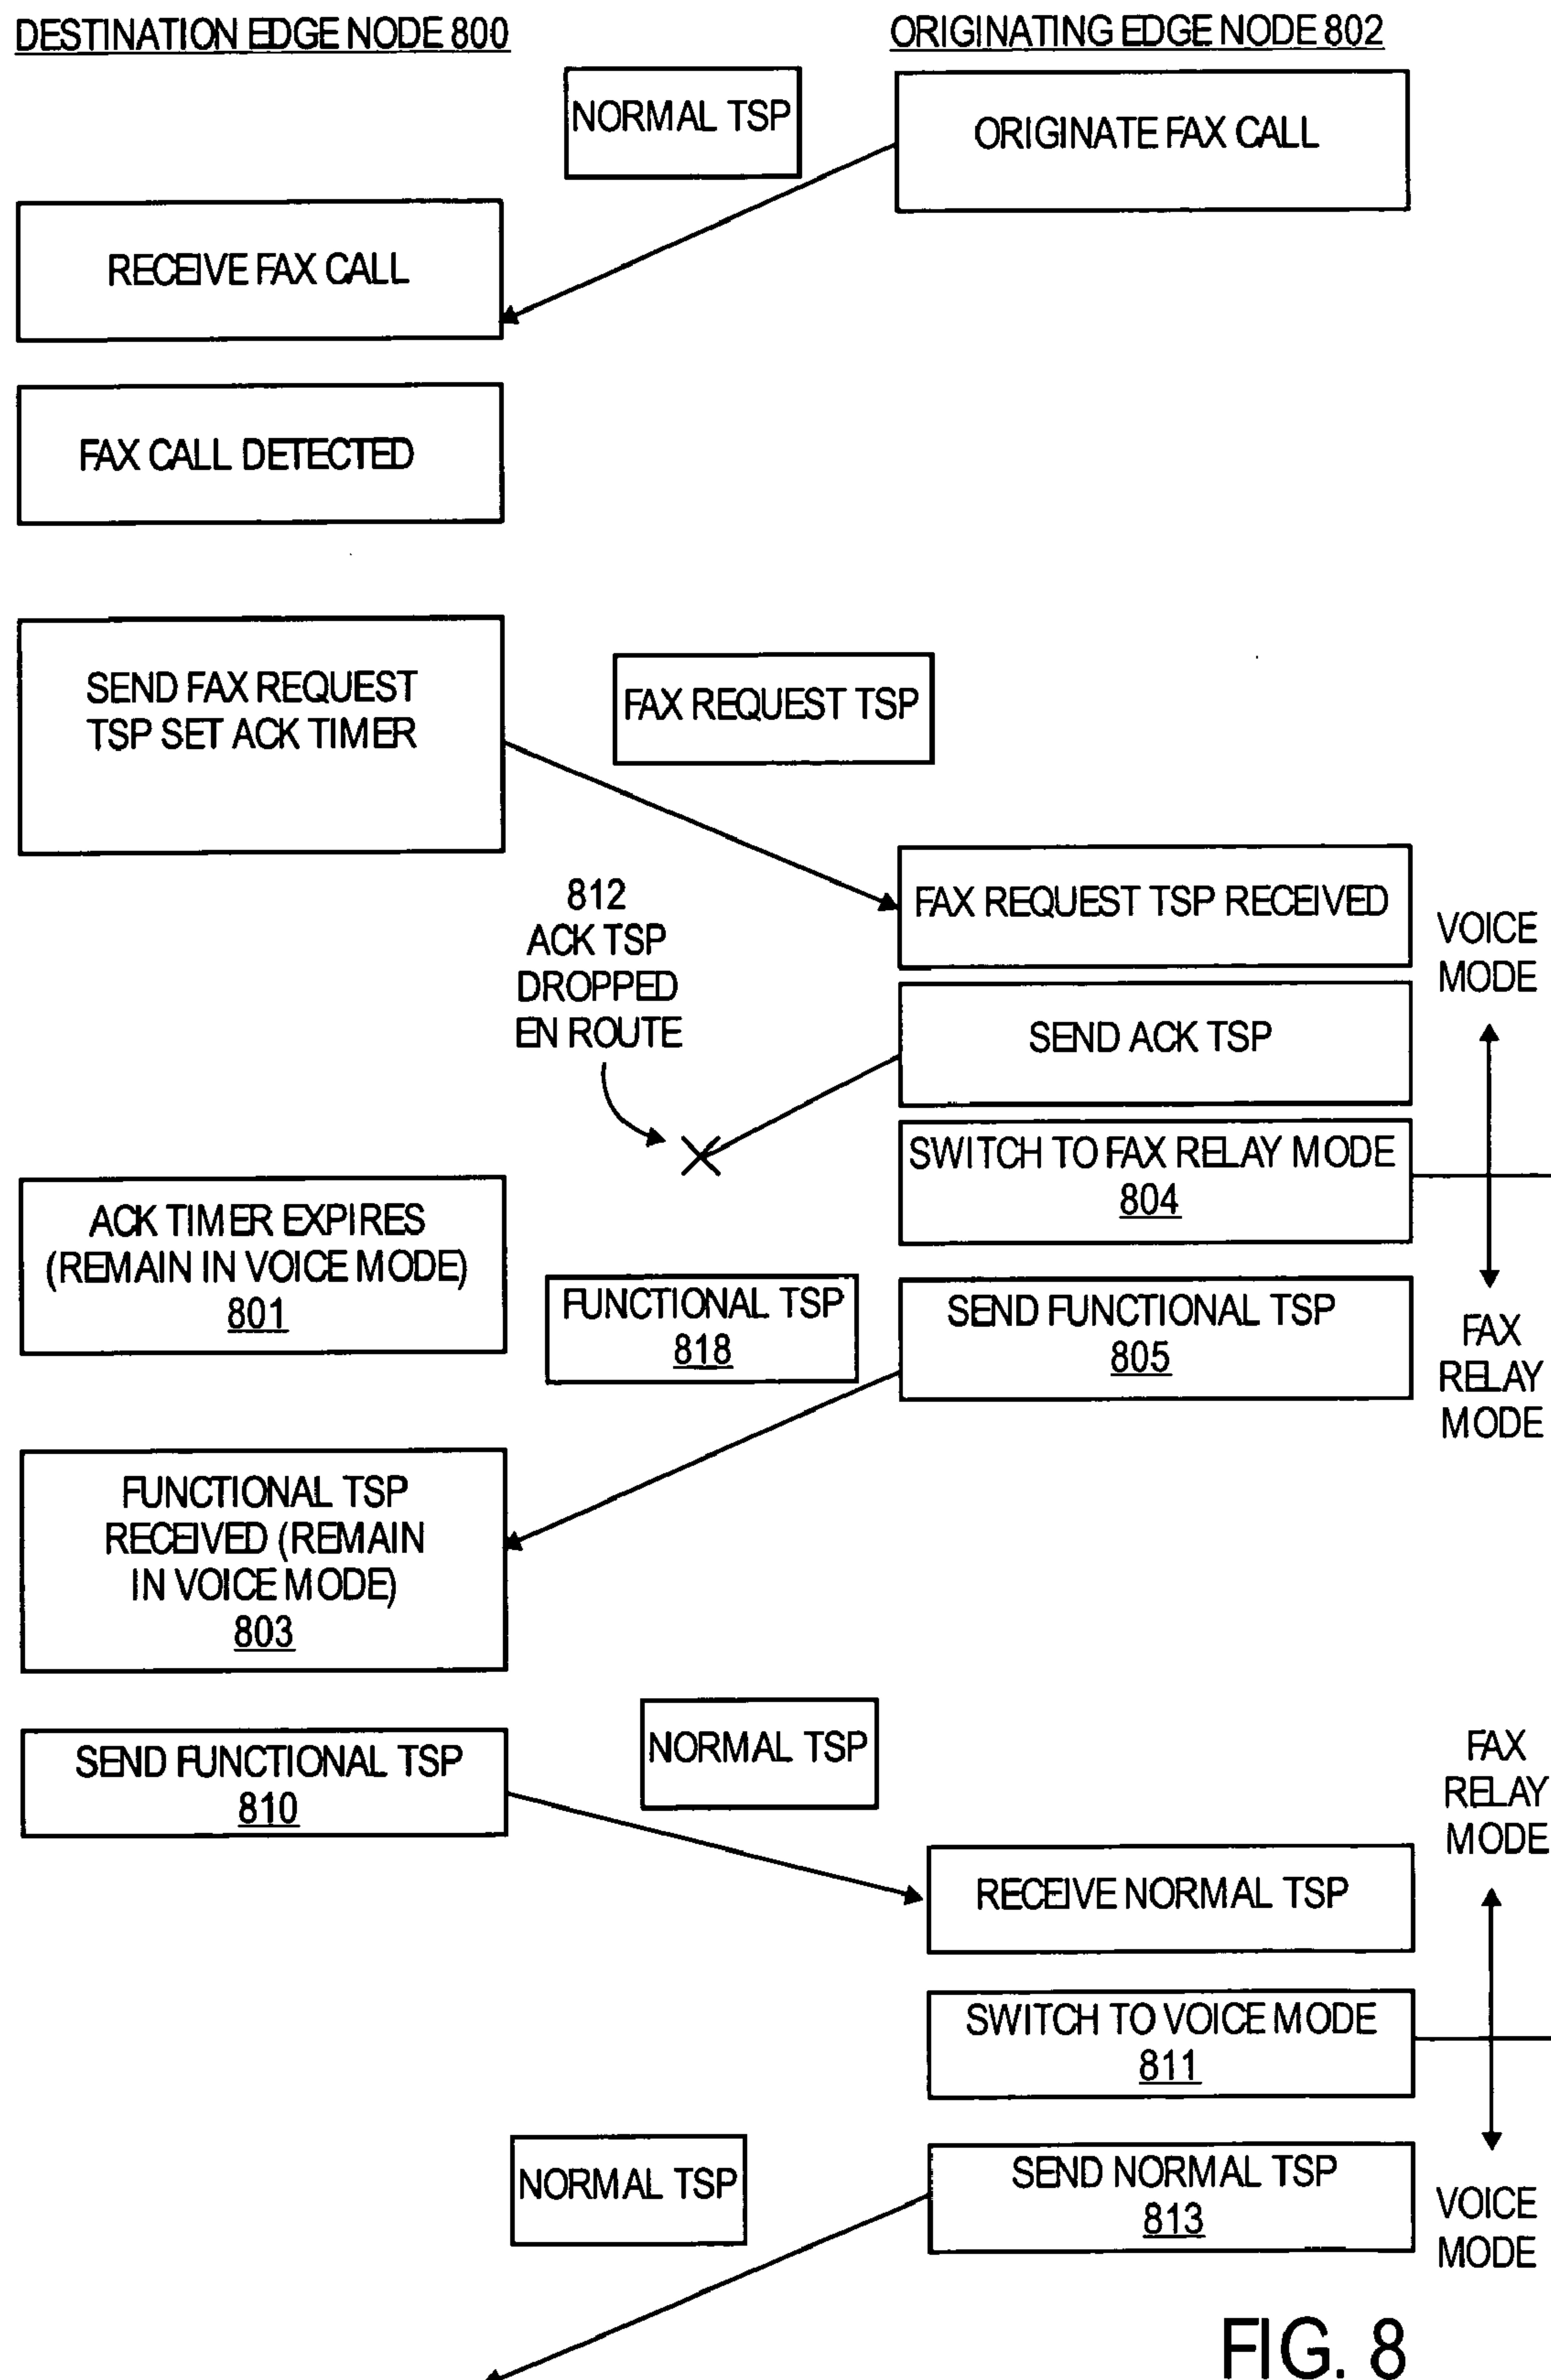 DESTINATION EDGE NODE 800
ORIGINATING EDGE NODE 802
NORMAL TSP
ORIGINATE FAX CALL
RECEIVE FAX CALL
FAX CALL DETECTED
SEND FAX REQUEST
TSP SET ACK TIMER
FAX REQUEST TSP
FAX REQUEST TSP RECEIVED
VOICE
MODE
812
ACK TSP
DROPPED
EN ROUTE
SEND ACK TSP
SWITCH TO FAX RELAY MODE
804
ACK TIMER EXPIRES
(REMAIN IN VOICE MODE)
801
FUNCTIONAL TSP
818
SEND FUNCTIONAL TSP
805
FAX
RELAY
MODE
FUNCTIONAL TSP
RECEIVED (REMAIN
IN VOICE MODE)
803
SEND FUNCTIONAL TSP
810
NORMAL TSP
FAX
RELAY
MODE
RECEIVE NORMAL TSP
SWITCH TO VOICE MODE
811
NORMAL TSP
SEND NORMAL TSP
813
VOICE
MODE
FIG. 8